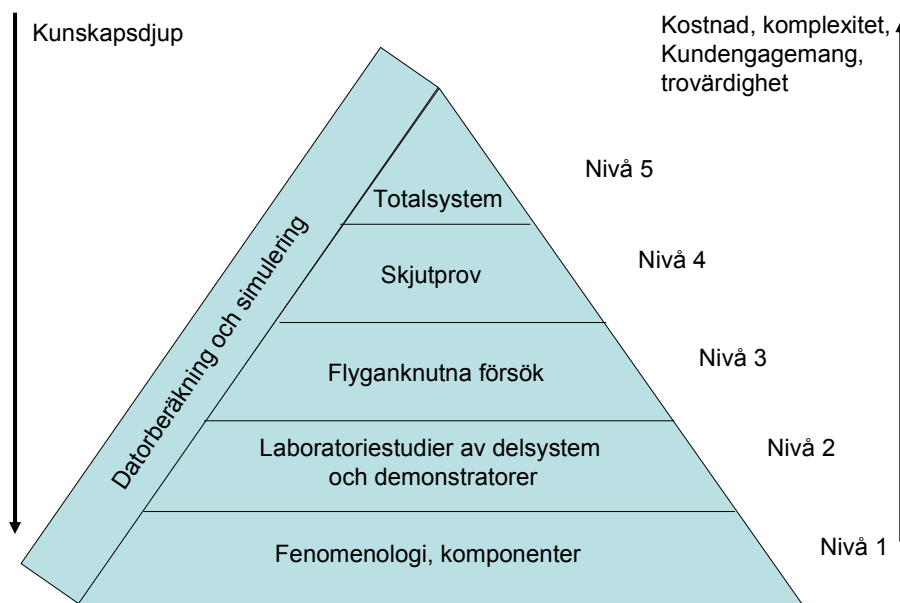 Kunskapsdjup
Kostnad, komplexitet,
Kundengagemang,
trovärdighet
Datorberäkning och simulering
Nivå 5
Totalsystem
Nivå 4
Skjutprov
Nivå 3
Flyganknutna försök
Nivå 2
Laboratoriestudier av delsystem
och demonstratorer
Nivå 1
Fenomenologi, komponenter